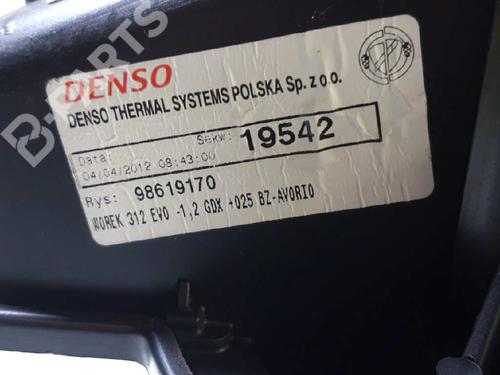 DENSO
DENSO THERMAL SYSTEMS POLSKA Sp. z o o.
Data: Sekw: 19542
04/04/2012 08:43:00
Rys: 98619170
WOREK 312 EVO -1,2 GDX +025 BZ-AVORIO
B-PARTS